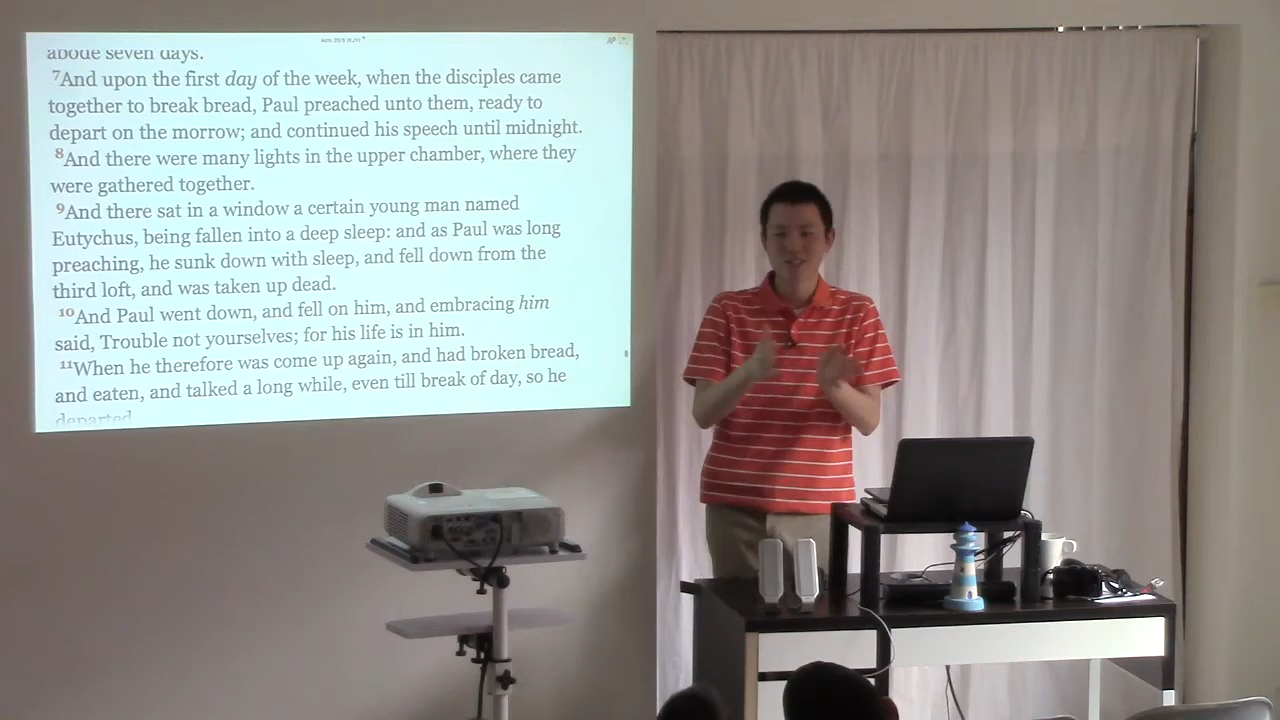 abode seven days.
7And upon the first day of the week, when the disciples came
together to break bread, Paul preached unto them, ready to
depart on the morrow; and continued his speech until midnight.
8And there were many lights in the upper chamber, where they
were gathered together.
9And there sat in a window a certain young man named
Eutychus, being fallen into a deep sleep: and as Paul was long
preaching, he sunk down with sleep, and fell down from the
third loft, and was taken up dead.
10And Paul went down, and fell on him, and embracing him
said, Trouble not yourselves; for his life is in him.
11When he therefore was come up again, and had broken bread,
and eaten, and talked a long while, even till break of day, so he
departed